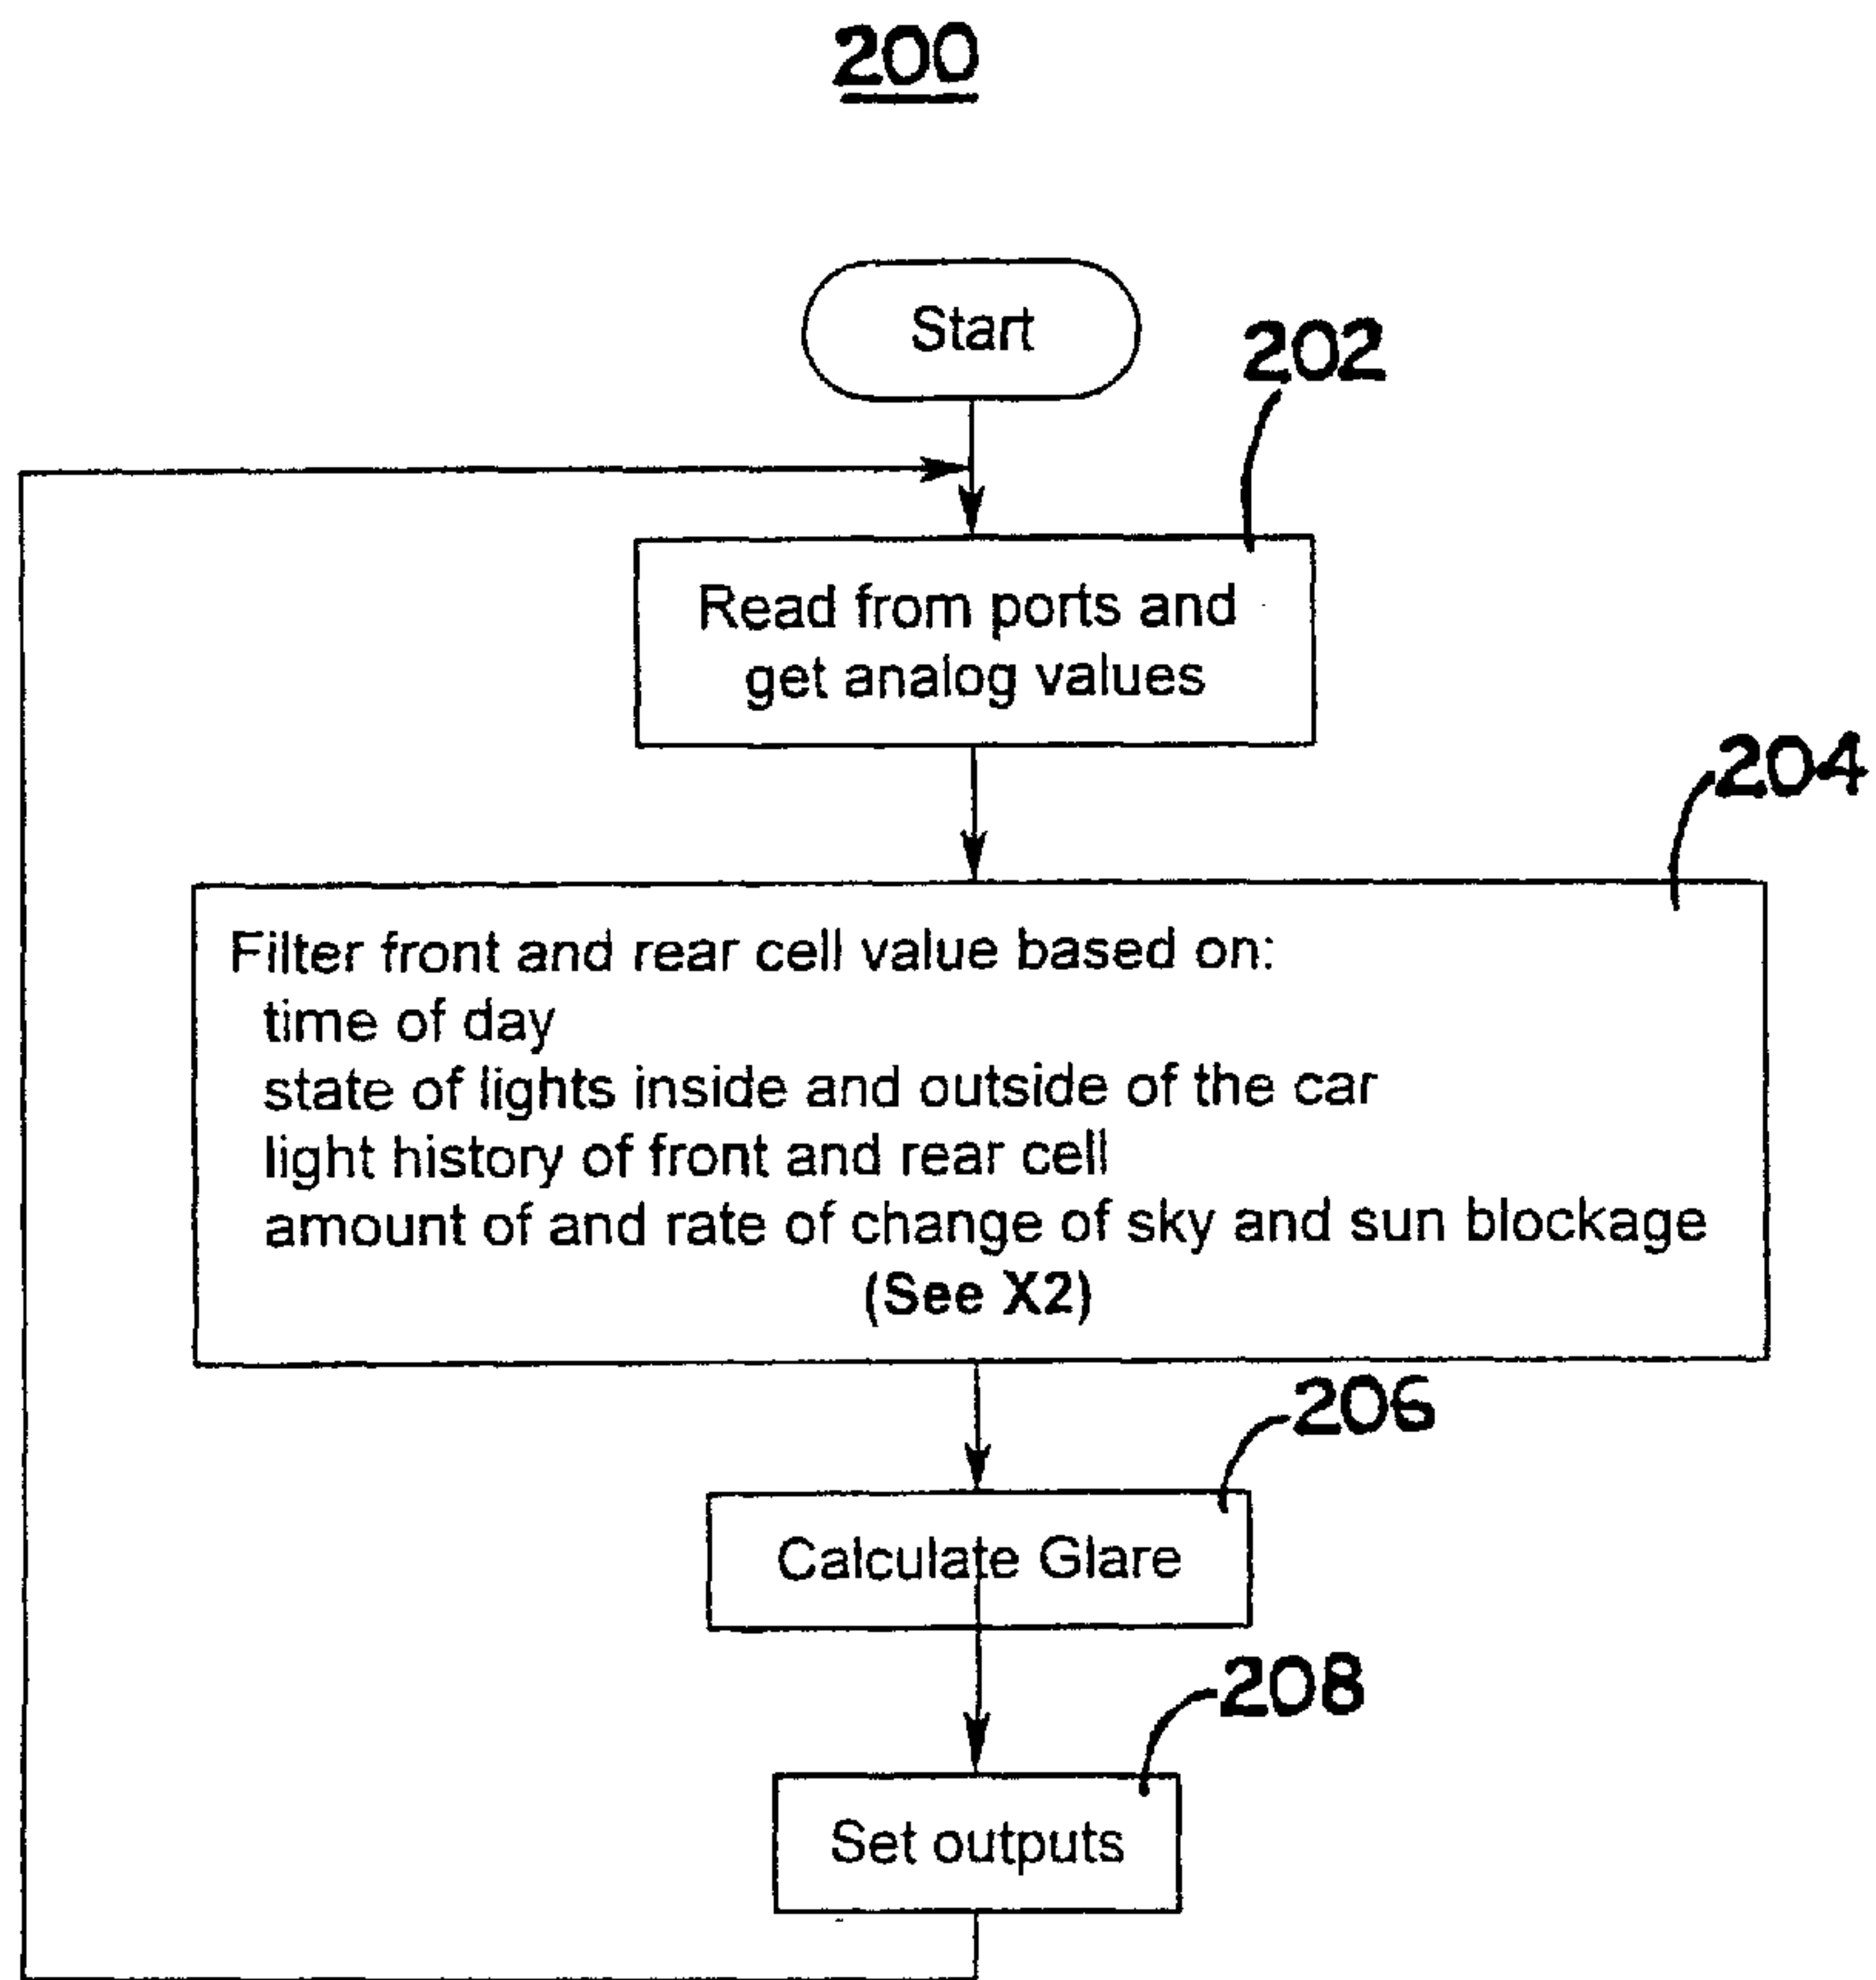 200
Start
202
Read from ports and
get analog values
204
Filter front and rear cell value based on:
time of day
state of lights inside and outside of the car
light history of front and rear cell
amount of and rate of change of sky and sun blockage
(See X2)
206
Calculate Glare
208
Set outputs